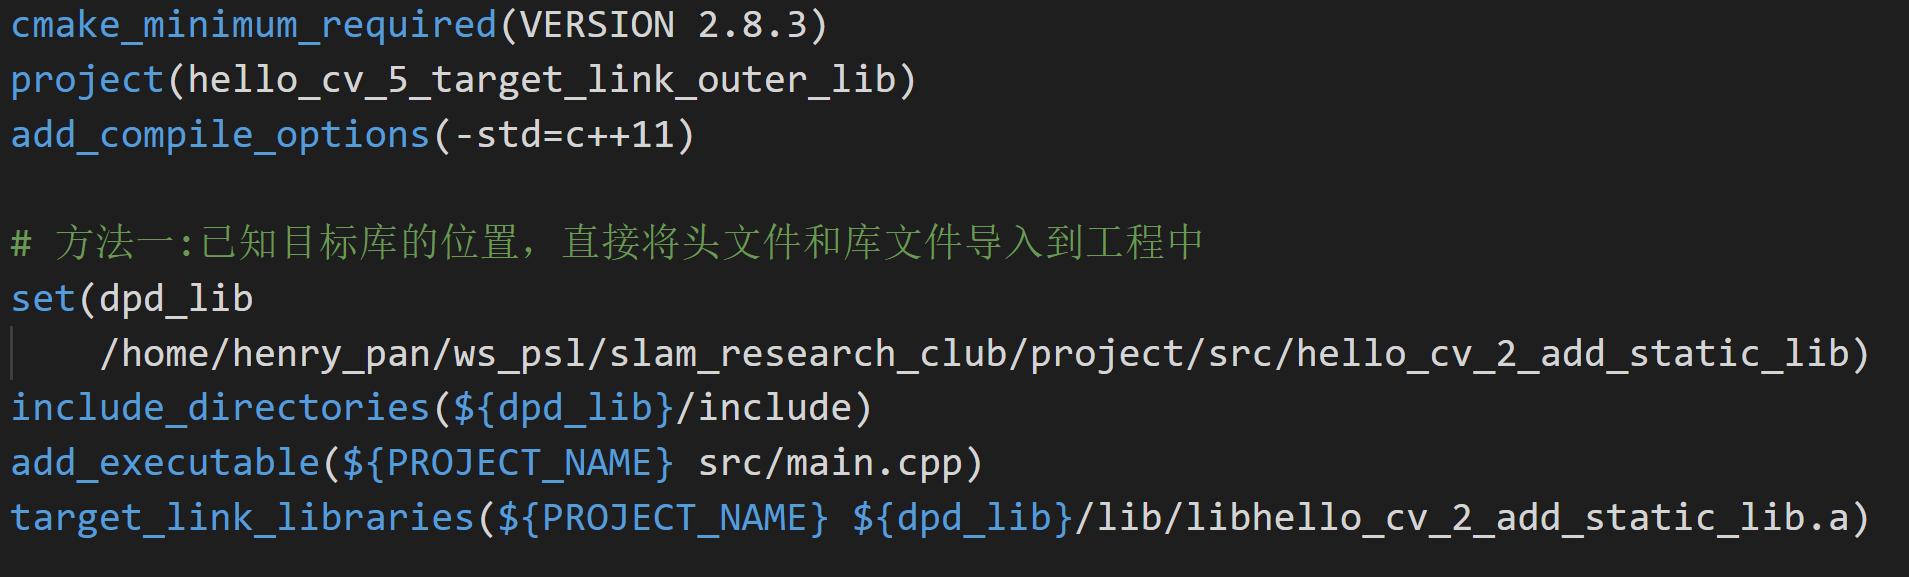 cmake_minimum_required(VERSION 2.8.3)
project(hello_cv_5_target_link_outer_lib)
add_compile_options(-std=c++11)
# 方法一:已知目标库的位置，直接将头文件和库文件导入到工程中
set(dpd_lib
/home/henry_pan/ws_psl/slam_research_club/project/src/hello_cv_2_add_static_lib)
include_directories(${dpd_lib}/include)
add_executable(${PROJECT_NAME} src/main.cpp)
target_link_libraries(${PROJECT_NAME} ${dpd_lib}/lib/libhello_cv_2_add_static_lib.a)